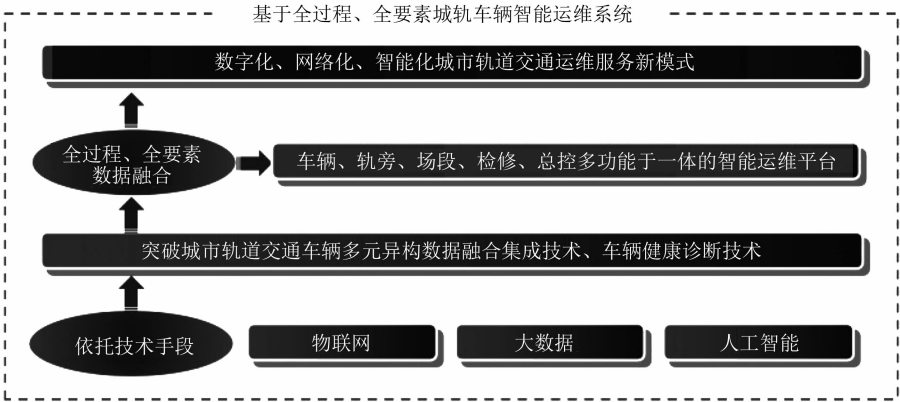 基于全过程、全要素城轨车辆智能运维系统
数字化、网络化、智能化城市轨道交通运维服务新模式
全过程、全要素
数据融合
车辆、轨旁、场段、检修、总控多功能于一体的智能运维平台
突破城市轨道交通车辆多元异构数据融合集成技术、车辆健康诊断技术
依托技术手段
物联网
大数据
人工智能